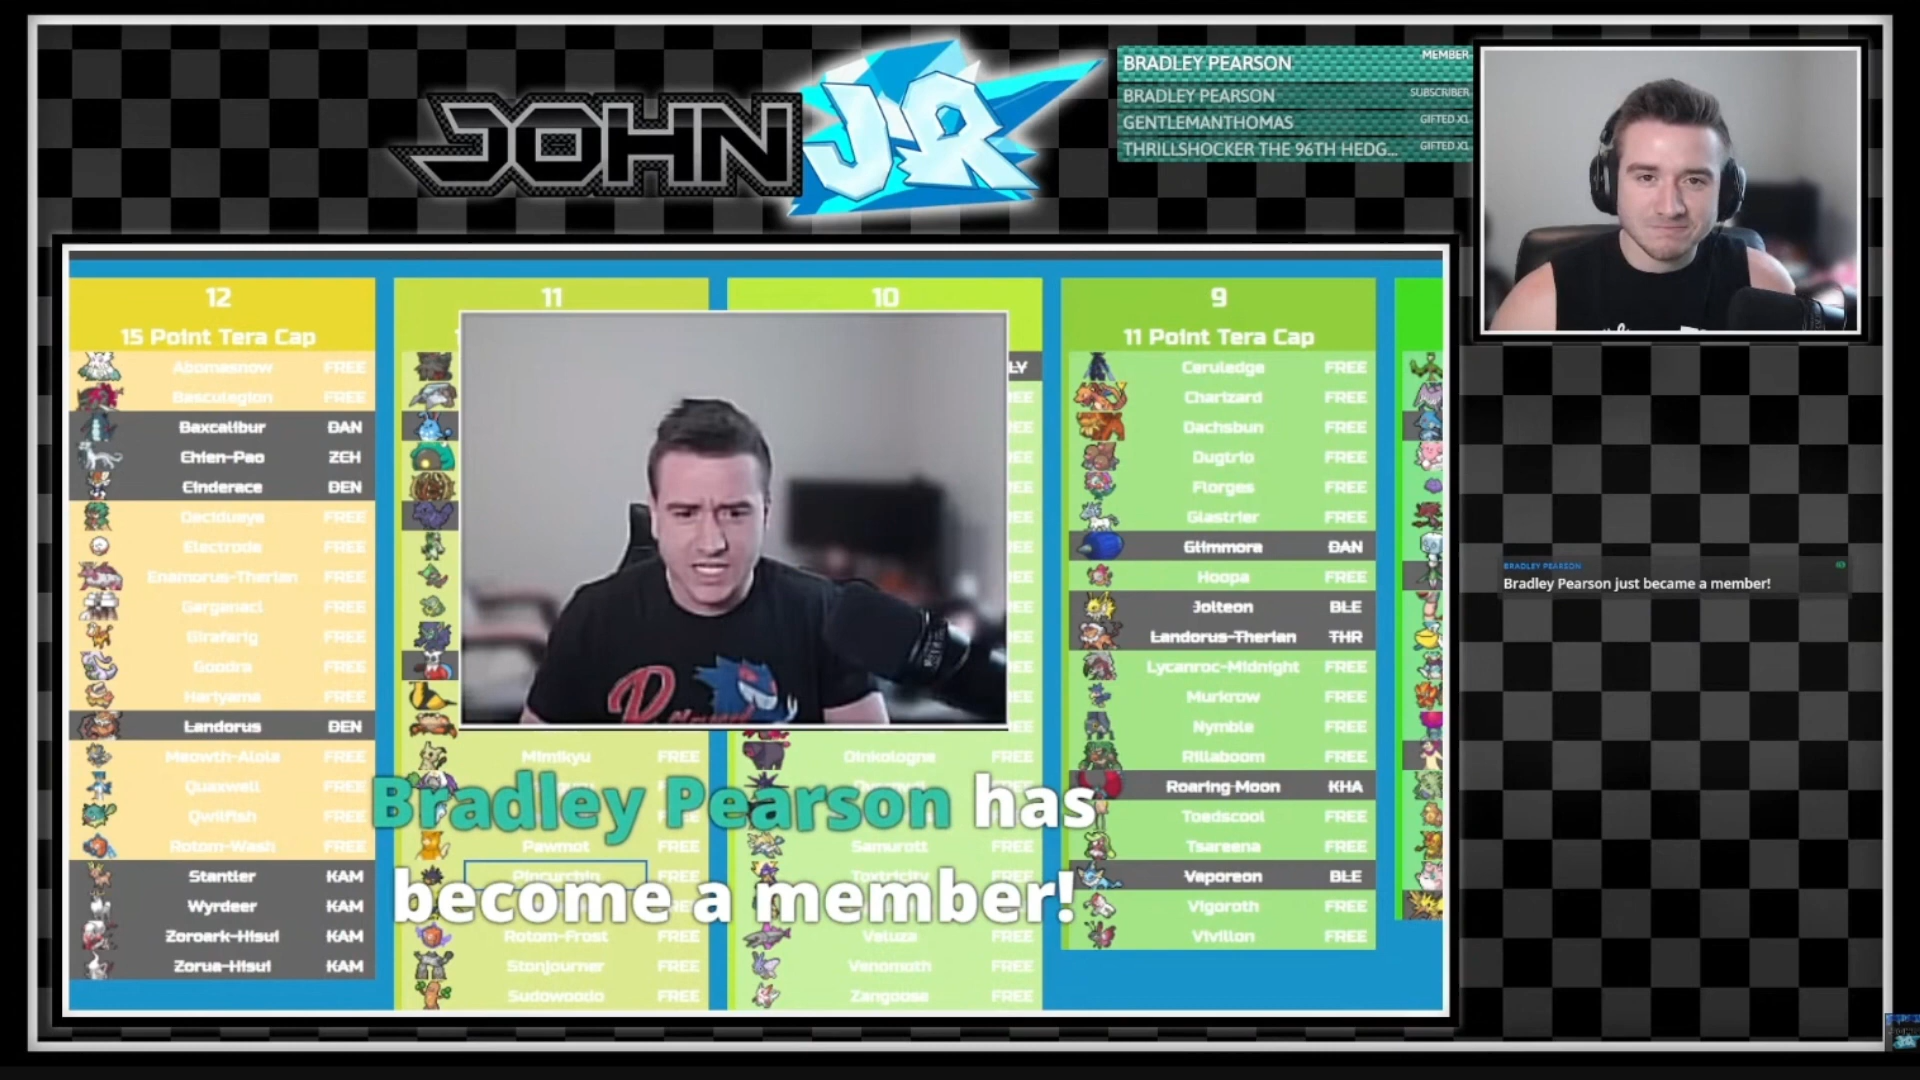 JOHN JR
BRADLEY PEARSON MEMBER
BRADLEY PEARSON SUBSCRIBER
GENTLEMANTHOMAS GIFTED X1
THRILLSHOCKER THE 96TH HEDG... GIFTED X1
12
15 Point Tera Cap
Abomasnow FREE
Basculegion FREE
Baxcalibur DAN
Chien-Pao ZCH
Cinderace DEN
Decidueye FREE
Electrode FREE
Enamorus-Therian FREE
Garganacl FREE
Girafarig FREE
Goodra FREE
Hariyama FREE
Landorus DEN
Meowth-Alola FREE
Quaxwell FREE
Qwilfish FREE
Rotom-Wash FREE
Stantler KAM
Wyrdeer KAM
Zoroark-Hisui KAM
Zorua-Hisui KAM
11
Mimikyu FREE
Pawmot FREE
Pincurchin FREE
Rotom-Frost FREE
Stonjourner FREE
Sudowoodo FREE
10
LY
Oinkologne FREE
Samurott FREE
Toxtricity FREE
Veluza FREE
Venomoth FREE
Zangoose FREE
9
11 Point Tera Cap
Ceruledge FREE
Charizard FREE
Dachsbun FREE
Dugtrio FREE
Florges FREE
Glastrier FREE
Glimmora DAN
Hoopa FREE
Jolteon BLE
Landorus-Therian THR
Lycanroc-Midnight FREE
Murkrow FREE
Nymble FREE
Rillaboom FREE
Roaring Moon KHA
Toedscool FREE
Tsareena FREE
Vaporeon BLE
Vigoroth FREE
Vivillon FREE
Bradley Pearson has
become a member!
BRADLEY PEARSON
Bradley Pearson just became a member!